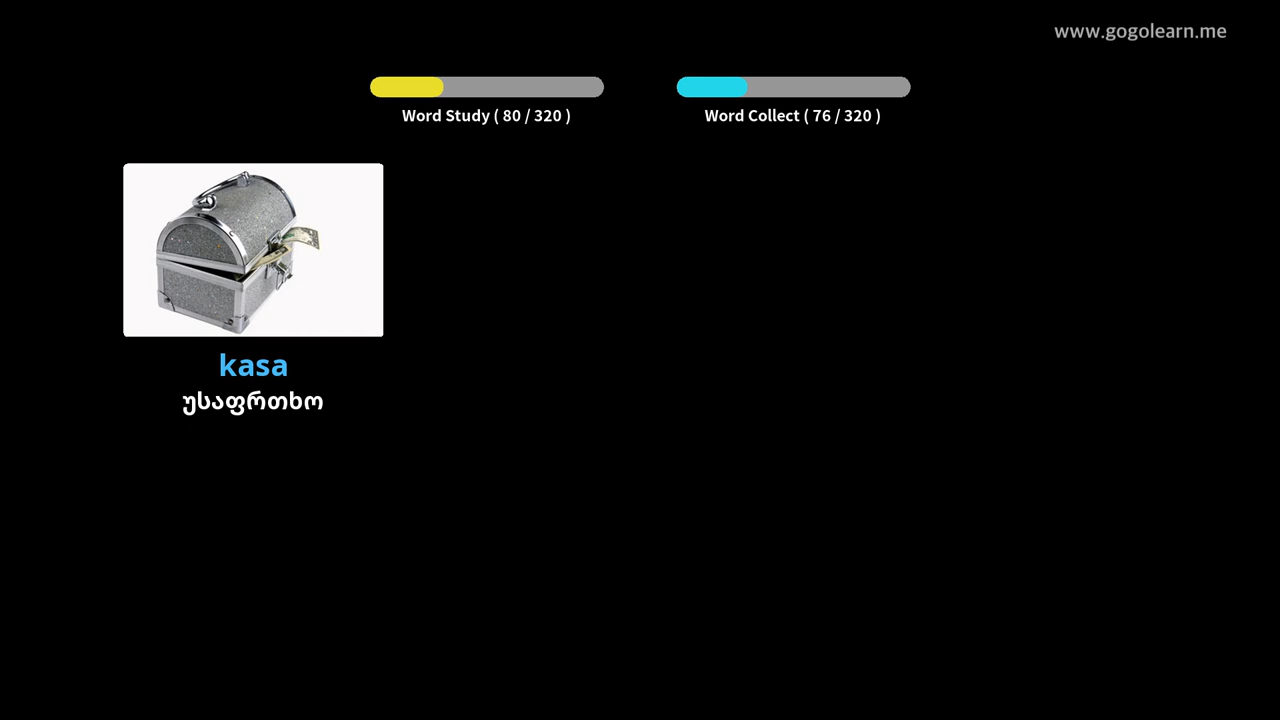 www.gogolearn.me
Word Study ( 80 / 320 )
Word Collect ( 76 / 320 )
kasa
უსაფრთხო